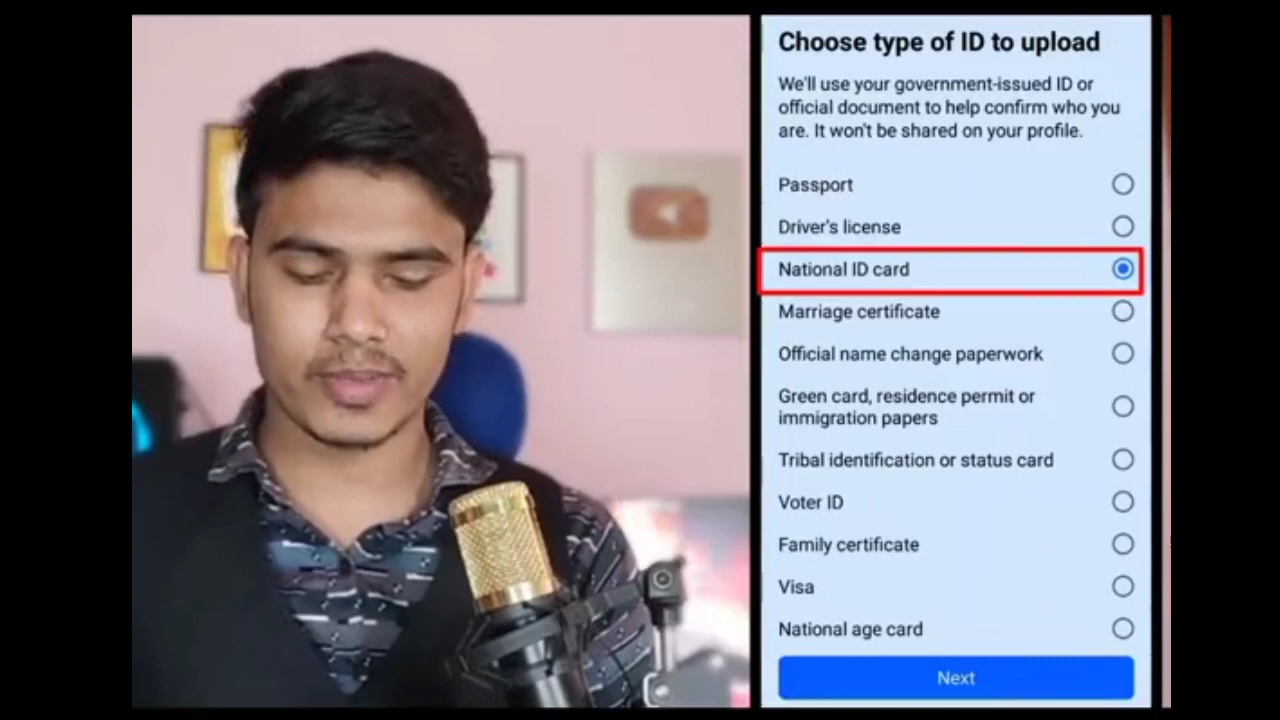 Choose type of ID to upload
We'll use your government-issued ID or
official document to help confirm who you
are. It won't be shared on your profile.
Passport
Driver's license
National ID card
Marriage certificate
Official name change paperwork
Green card, residence permit or
immigration papers
Tribal identification or status card
Voter ID
Family certificate
Visa
National age card
Next